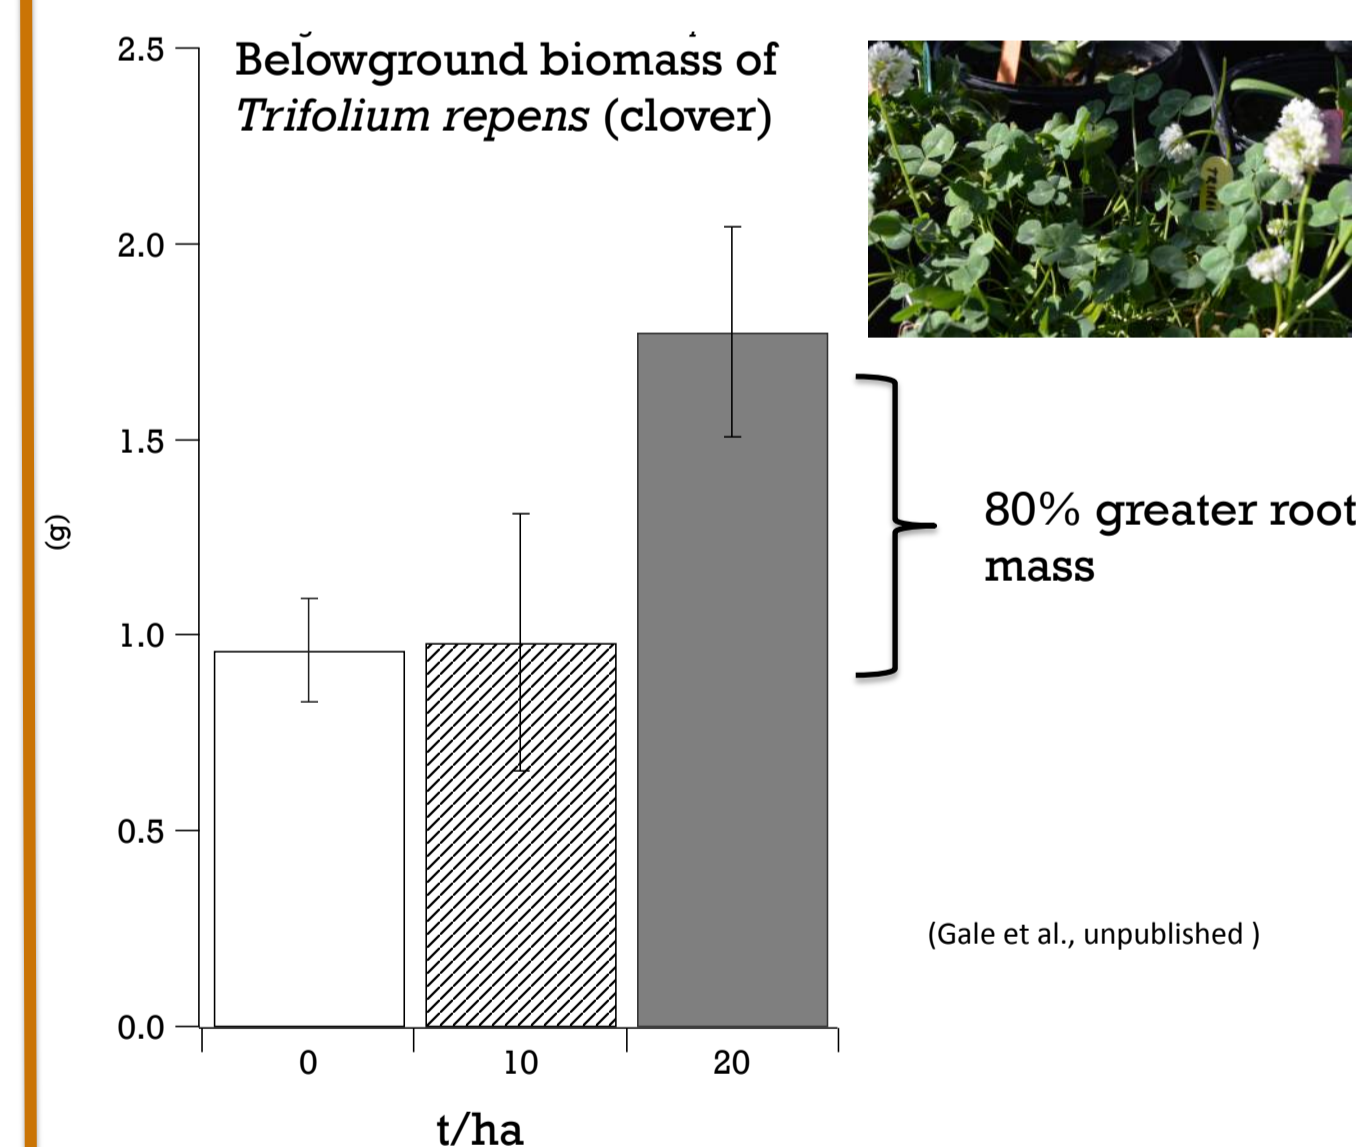 Belowground biomass of
Trifolium repens (clover)
2.5
2.0
1.5
1.0
0.5
0.0
(g)
0 10 20
t/ha
80% greater root
mass
(Gale et al., unpublished )